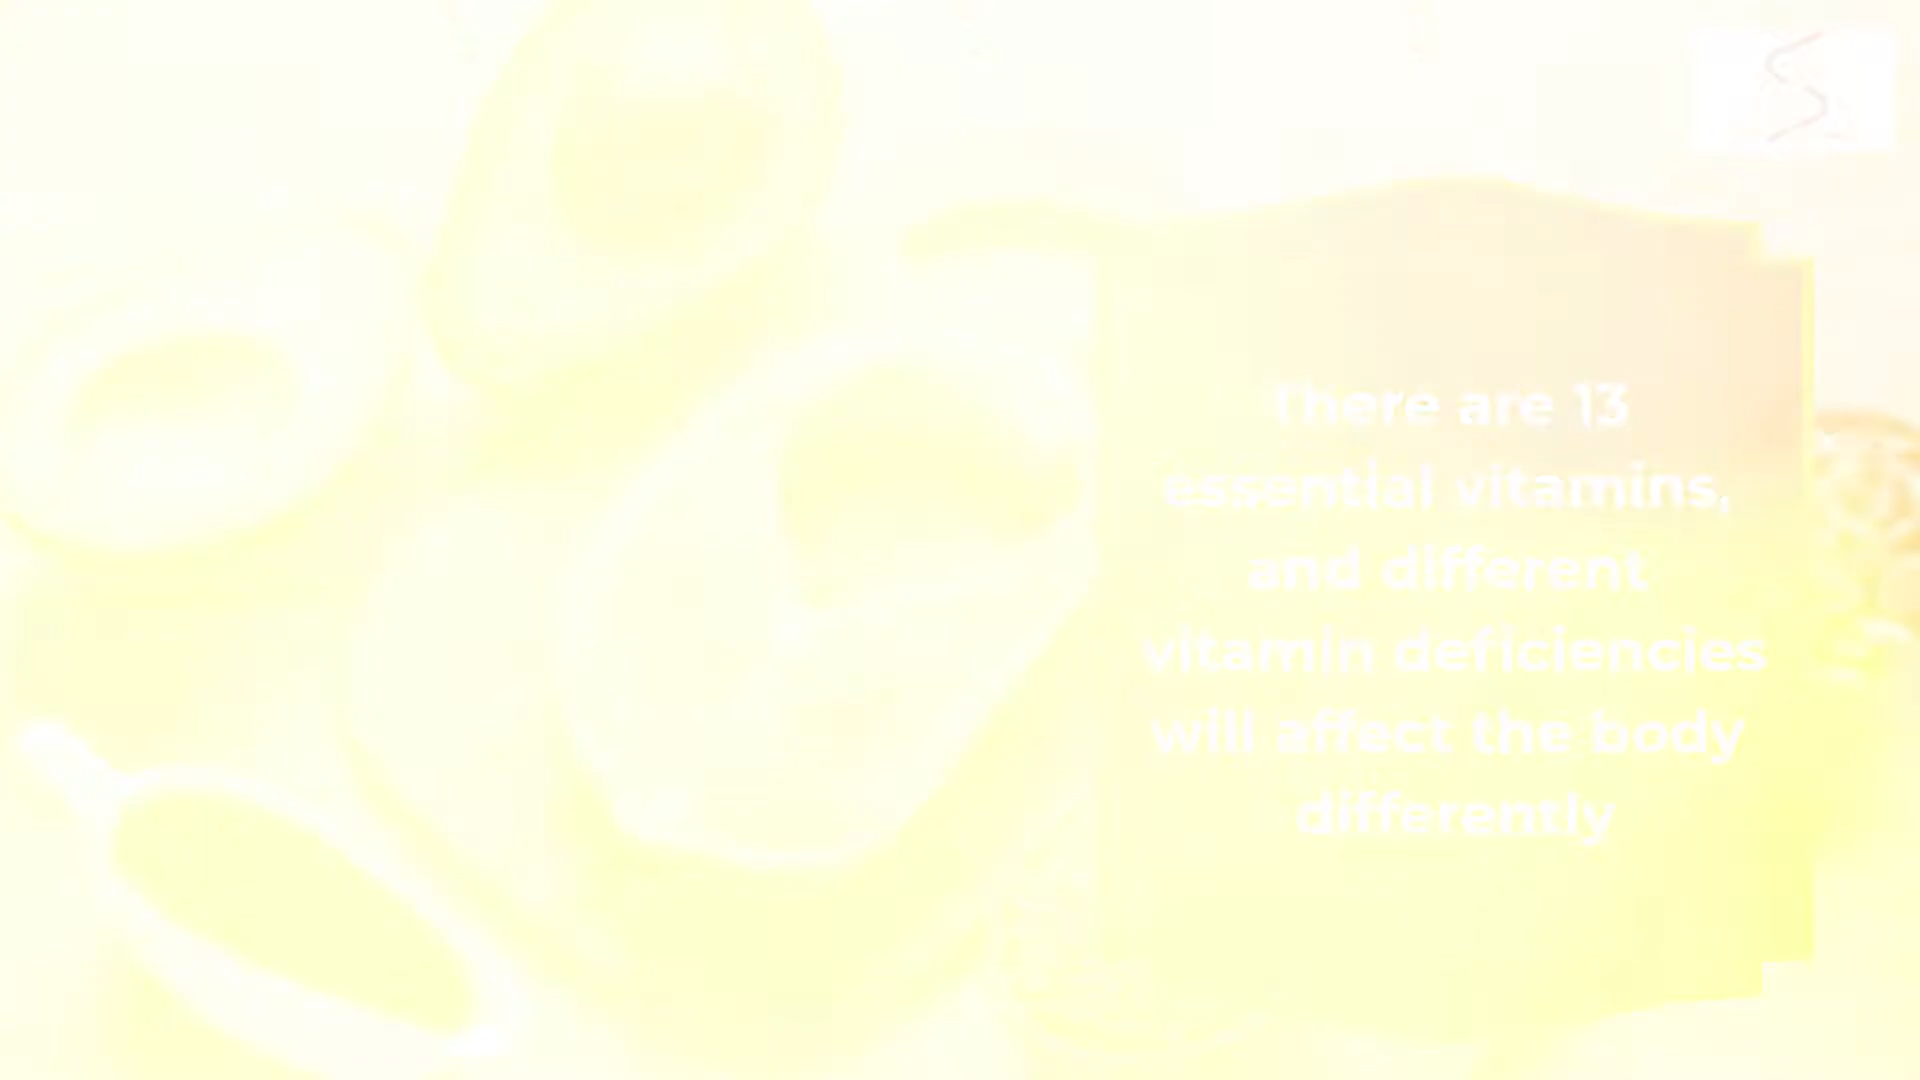 There are 13
essential vitamins,
and different
vitamin deficiencies
will affect the body
differently